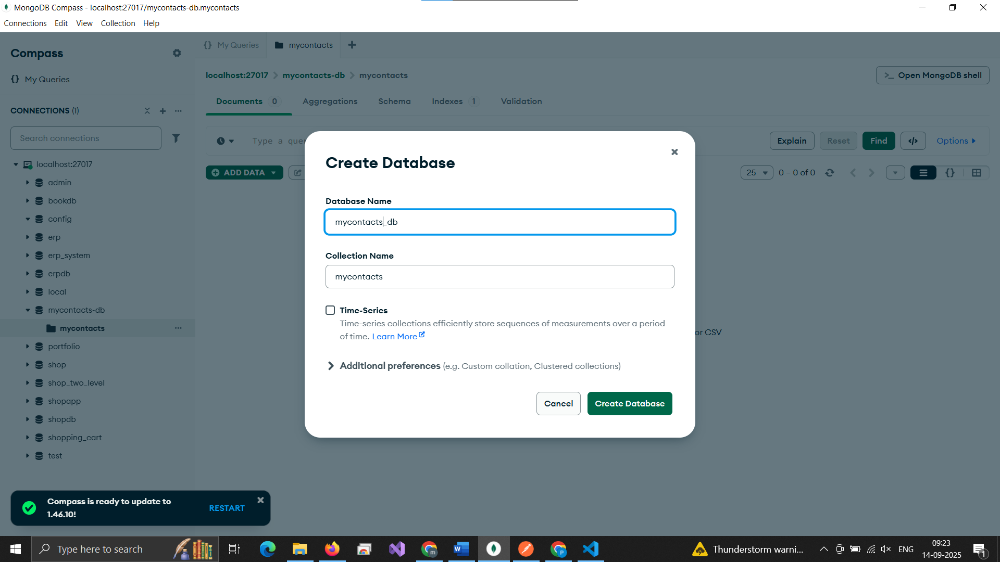 MongoDB Compass - localhost:27017/mycontacts-db.mycontacts
Connections Edit View Collection Help
Compass
My Queries
CONNECTIONS (1)
Search connections
localhost:27017
admin
bookdb
config
erp
erp_system
erpdb
local
mycontacts-db
mycontacts
portfolio
shop
shop_two_level
shopapp
shopdb
shopping_cart
test
Compass is ready to update to
1.46.10!
RESTART
My Queries mycontacts
localhost:27017 > mycontacts-db > mycontacts
>_ Open MongoDB shell
Documents 0 Aggregations Schema Indexes 1 Validation
Type a que
Explain Reset Find </> Options
ADD DATA
25 0 – 0 of 0 {}
or CSV
Create Database
Database Name
mycontacts_db
Collection Name
mycontacts
Time-Series
Time-series collections efficiently store sequences of measurements over a period
of time. Learn More
Additional preferences (e.g. Custom collation, Clustered collections)
Cancel Create Database
Type here to search
Thunderstorm warni...
ENG
09:23
14-09-2025
1